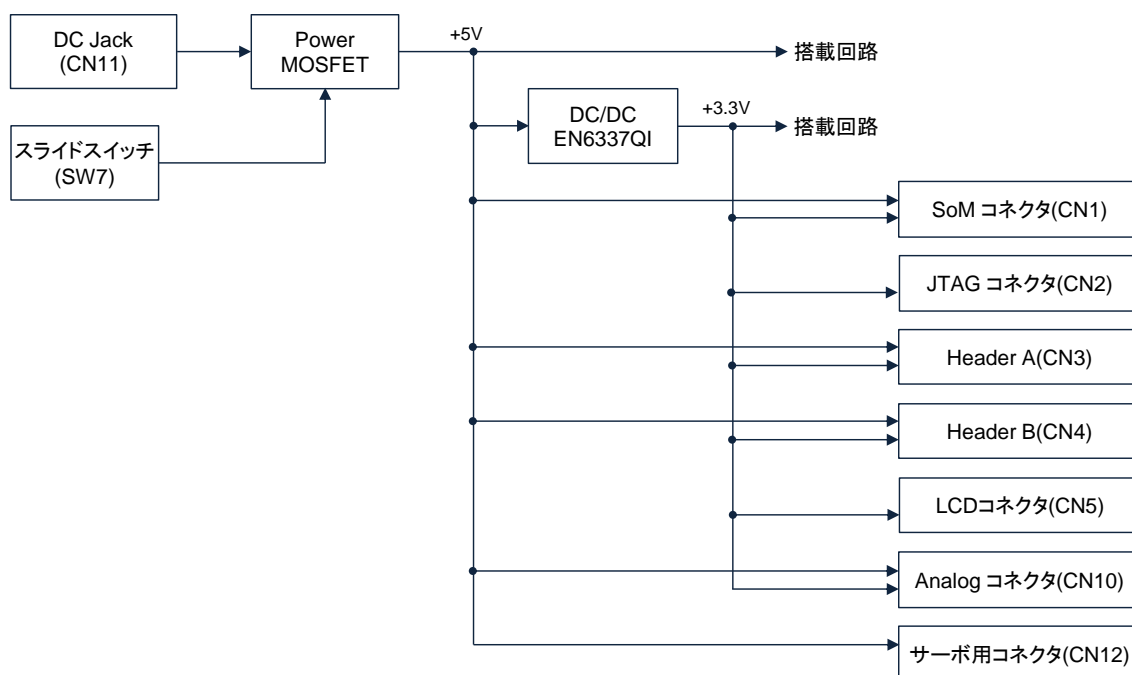 DC Jack
(CN11)
Power
MOSFET
+5V
搭載回路
DC/DC
EN6337QI
+3.3V
搭載回路
スライドスイッチ
(SW7)
SoM コネクタ(CN1)
JTAG コネクタ(CN2)
Header A(CN3)
Header B(CN4)
LCDコネクタ(CN5)
Analog コネクタ(CN10)
サーボ用コネクタ(CN12)